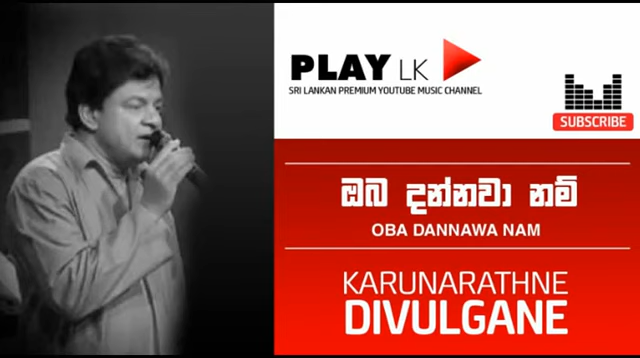 PLAY LK
SRI LANKAN PREMIUM YOUTUBE MUSIC CHANNEL
SUBSCRIBE
ඔබ දන්නවා නම්
OBA DANNAWA NAM
KARUNARATHNE
DIVULGANE